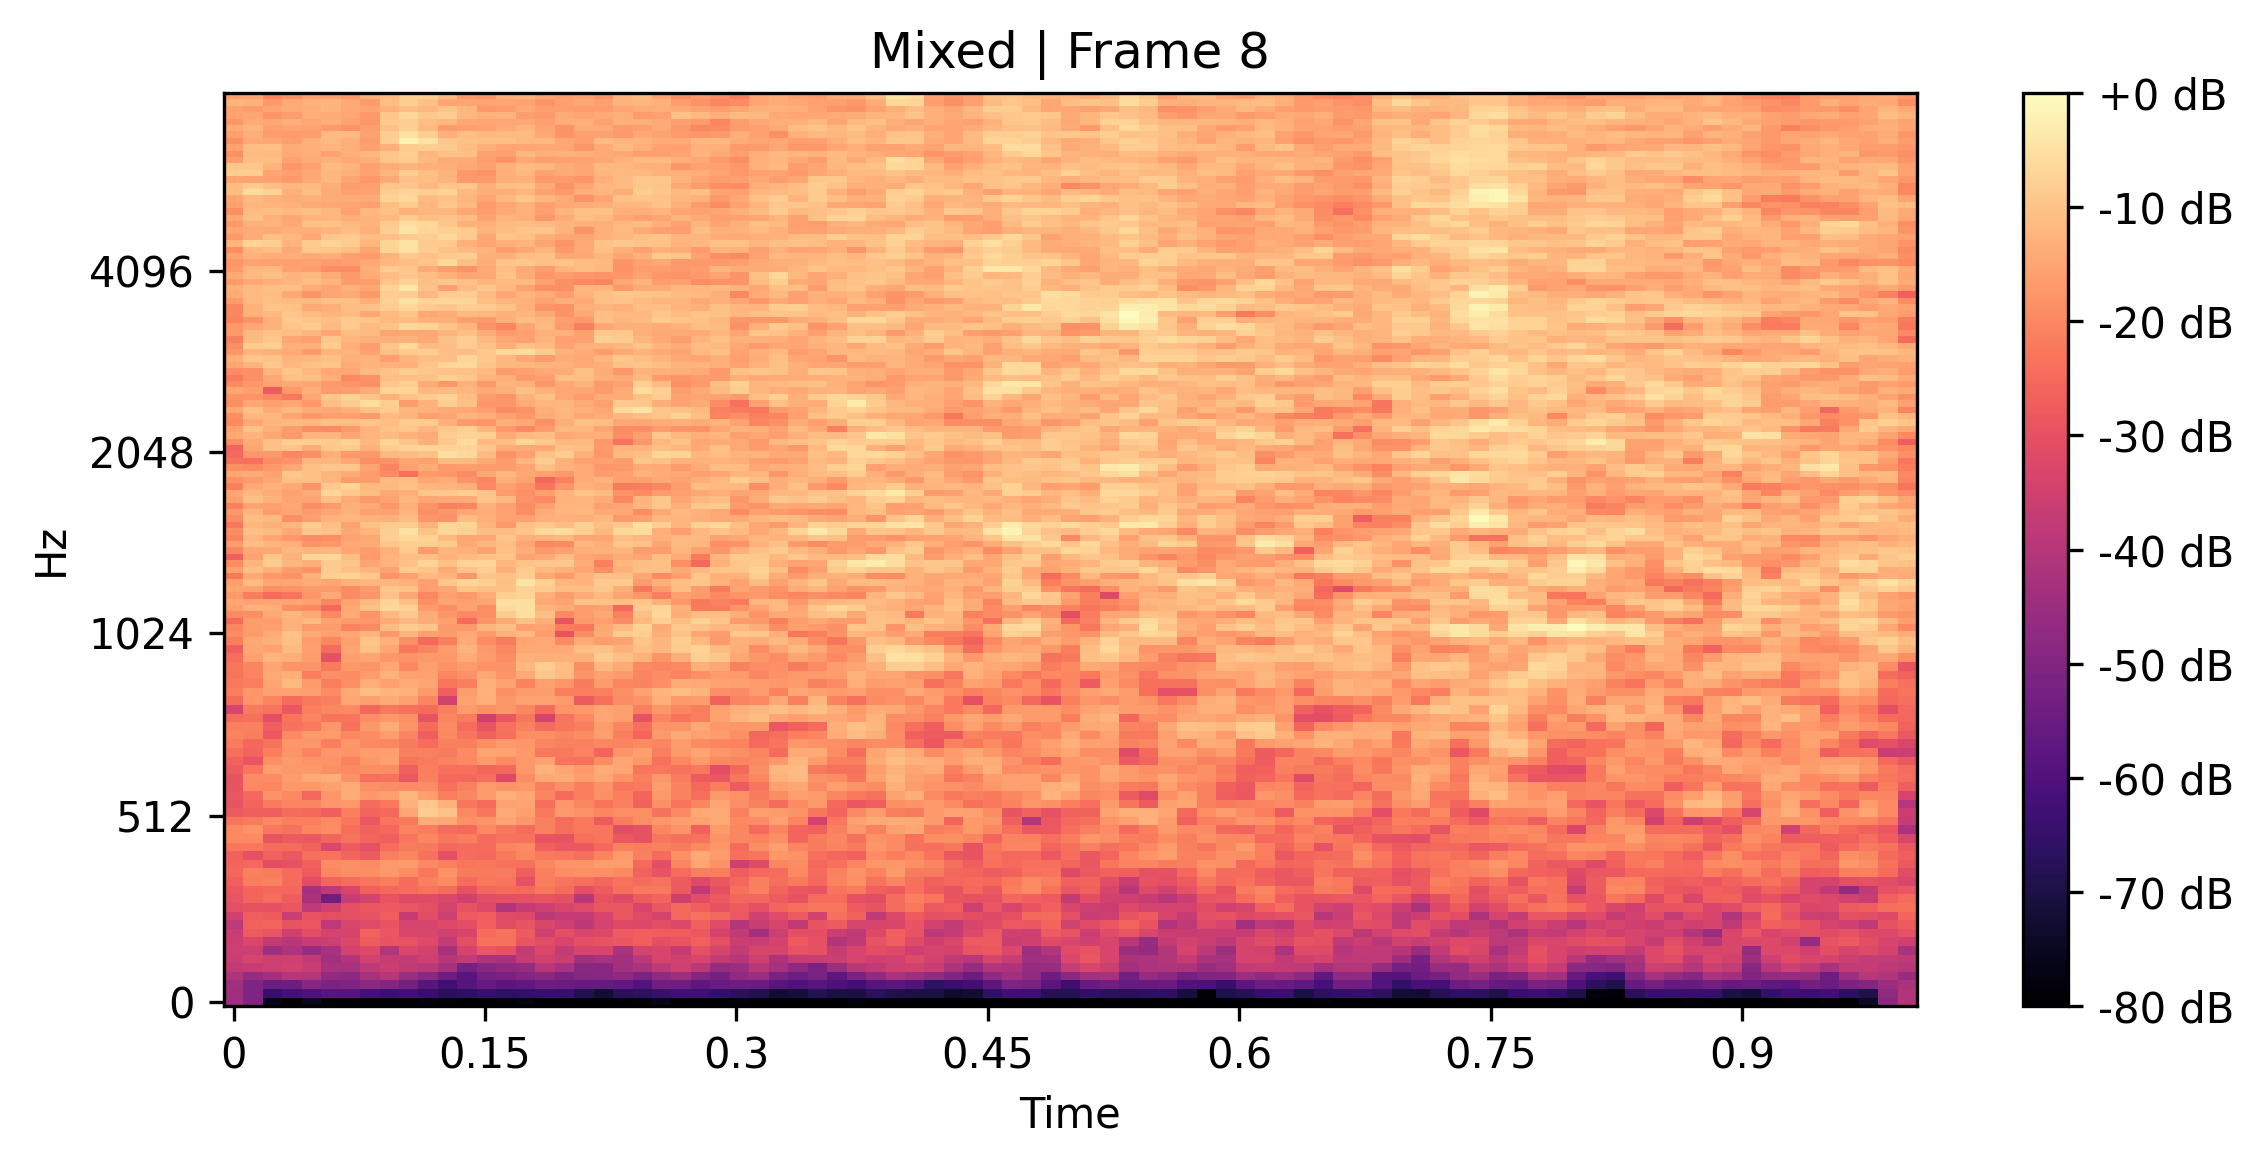 Mixed | Frame 8
Hz
4096
2048
1024
512
0
0
0.15
0.3
0.45
0.6
0.75
0.9
Time
+0 dB
-10 dB
-20 dB
-30 dB
-40 dB
-50 dB
-60 dB
-70 dB
-80 dB